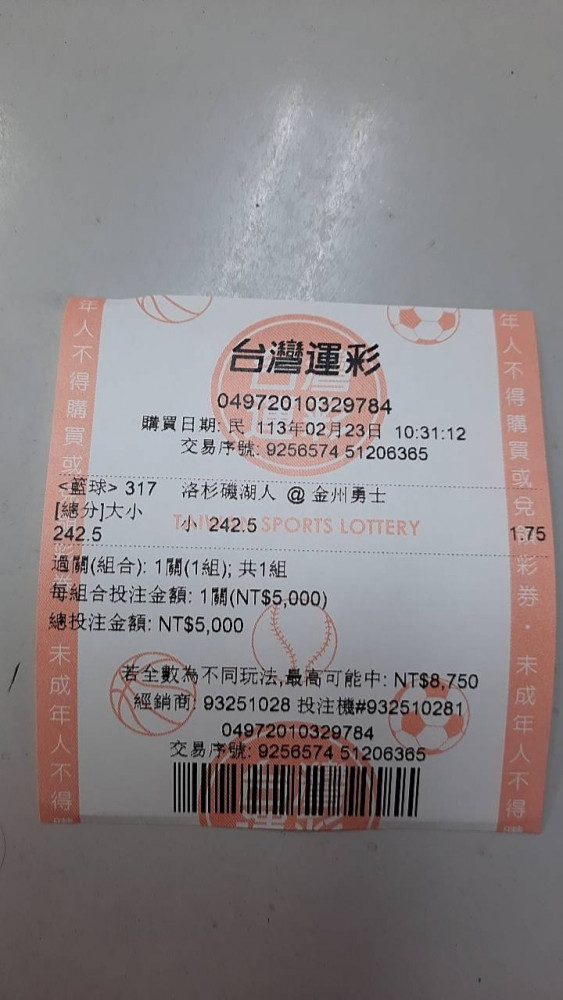 台灣運彩
04972010329784
購買日期: 民 113年02月23日 10:31:12
交易序號: 9256574 51206365
<籃球> 317 洛杉磯湖人 @ 金州勇士
[總分]大小
242.5 小 242.5 1.75
SPORTS LOTTERY
過關(組合): 1關(1組); 共1組
每組合投注金額: 1關(NT$5,000)
總投注金額: NT$5,000
若全數為不同玩法,最高可能中: NT$8,750
經銷商: 93251028 投注機#932510281
04972010329784
交易序號: 9256574 51206365
年人不得購買或
未成年人不得
年人不得購買或兌
彩券・未成年人不得